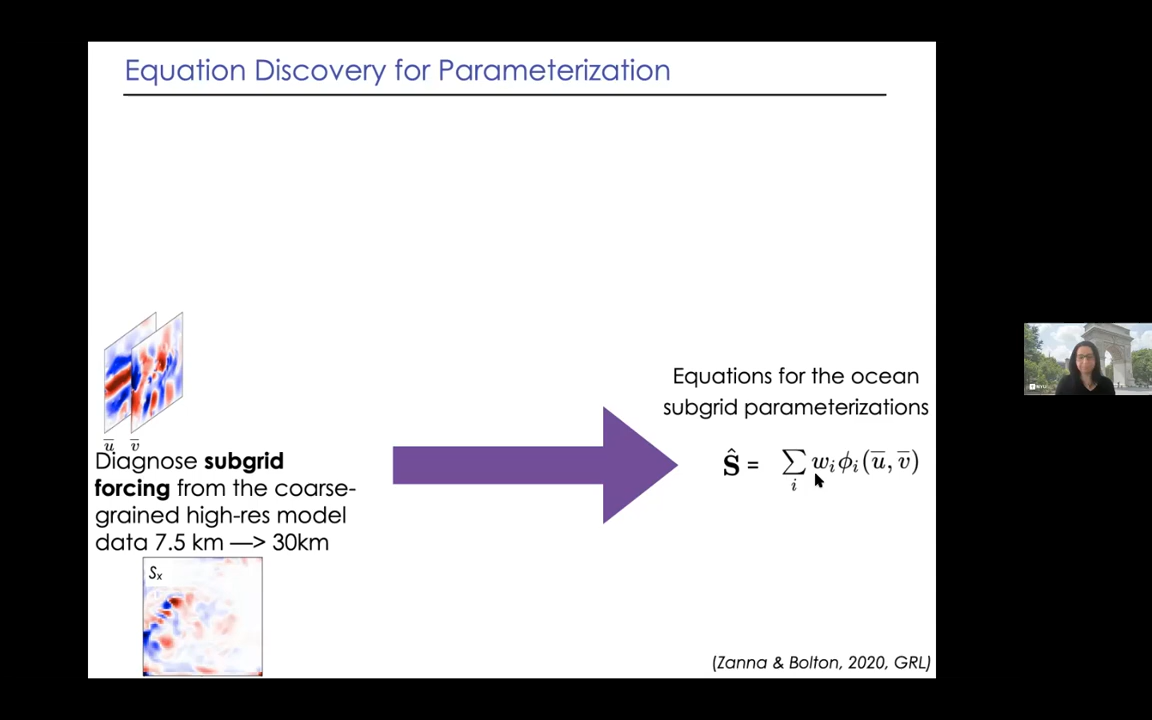 Equation Discovery for Parameterization
u̅ v̅
Diagnose subgrid
forcing from the coarse-
grained high-res model
data 7.5 km —> 30km
Sₓ
Equations for the ocean
subgrid parameterizations
Ŝ = ∑ᵢ wᵢϕᵢ(u̅, v̅)
(Zanna & Bolton, 2020, GRL)